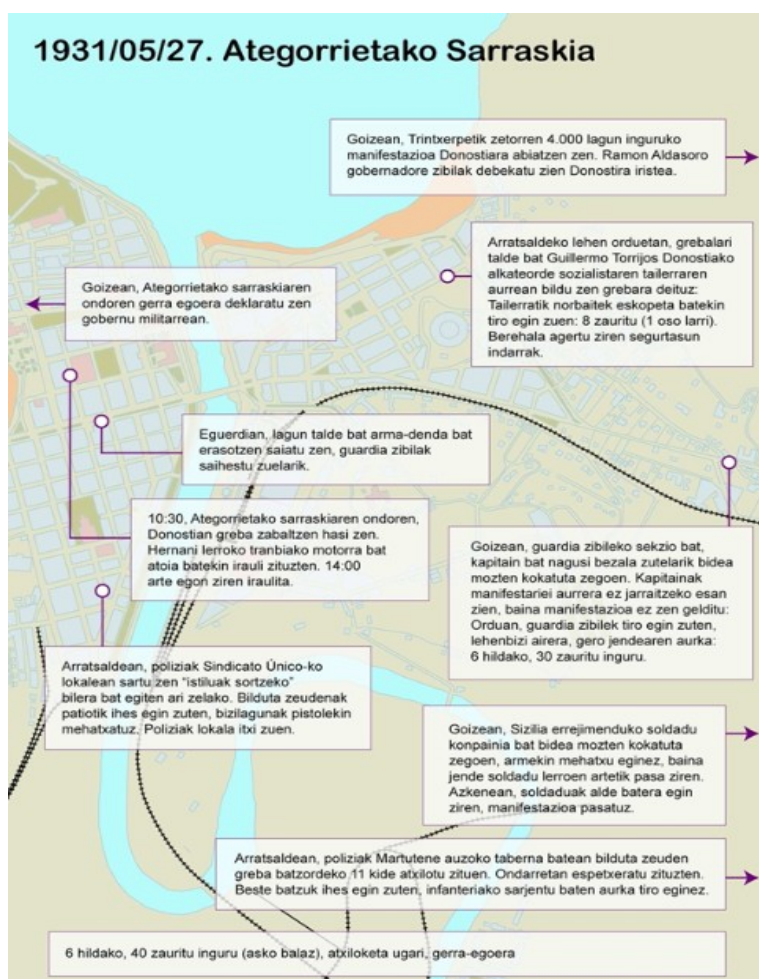 1931/05/27. Ategorrietako Sarraskia
Goizean, Trintxerpetik zetorren 4.000 lagun inguruko
manifestazioa Donostiara abiatzen zen. Ramon Aldasoro
gobernadore zibilak debekatu zien Donostira iristea.
Arratsaldeko lehen orduetan, grebalari
talde bat Guillermo Torrijos Donostiako
alkateorde sozialistaren tailerraren
aurrean bildu zen grebara deituz:
Tailerratik norbaitek eskopeta batekin
tiro egin zuen: 8 zauritu (1 oso larri).
Berehala agertu ziren segurtasun
indarrak.
Goizean, Ategorrietako sarraskiaren
ondoren gerra egoera deklaratu zen
gobernu militarrean.
Eguerdian, lagun talde bat arma-denda bat
erasotzen saiatu zen, guardia zibilak
saihestu zuelarik.
10:30, Ategorrietako sarraskiaren ondoren,
Donostian greba zabaltzen hasi zen.
Hernani lerroko tranbiako motorra bat
atoia batekin irauli zituzten. 14:00
arte egon ziren iraulita.
Goizean, guardia zibileko sekzio bat,
kapitain bat nagusi bezala zutelarik bidea
mozten kokatuta zegoen. Kapitainak
manifestariei aurrera ez jarraitzeko esan
zien, baina manifestazioa ez zen gelditu:
Orduan, guardia zibilek tiro egin zuten,
lehenbizi airera, gero jendearen aurka:
6 hildako, 30 zauritu inguru.
Arratsaldean, poliziak Sindicato Único-ko
lokalean sartu zen "istiluak sortzeko"
bilera bat egiten ari zelako. Bilduta zeudenak
patiotik ihes egin zuten, bizilagunak pistolekin
mehatxatuz. Poliziak lokala itxi zuen.
Goizean, Sizilia errejimenduko soldadu
konpainia bat bidea mozten kokatuta
zegoen, armekin mehatxu eginez, baina
jende soldadu lerroen artetik pasa ziren.
Azkenean, soldaduak alde batera egin
ziren, manifestazioa pasatuz.
Arratsaldean, poliziak Martutene auzoko taberna batean bilduta zeuden
greba batzordeko 11 kide atxilotu zituen. Ondarretan espetxeratu zituzten.
Beste batzuk ihes egin zuten, infanteriako sarjentu baten aurka tiro eginez.
6 hildako, 40 zauritu inguru (asko balaz), atxiloketa ugari, gerra-egoera